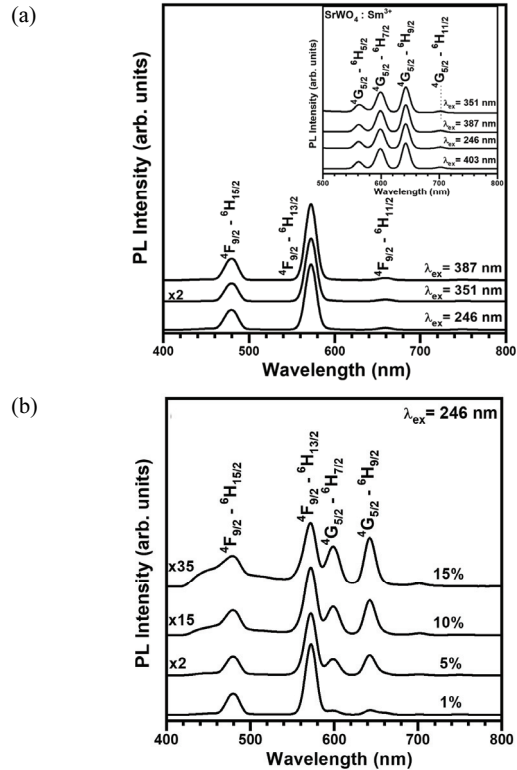 (a)
SrWO₄ : Sm³⁺
⁴G₅/₂ - ⁶H₅/₂
⁴G₅/₂ - ⁶H₇/₂
⁴G₅/₂ - ⁶H₉/₂
⁴G₅/₂ - ⁶H₁₁/₂
λex= 351 nm
λex= 387 nm
λex= 246 nm
λex= 403 nm
PL Intensity (arb. units)
500 600 700 800
Wavelength (nm)
PL Intensity (arb. units)
⁴F₉/₂ - ⁶H₁₅/₂
⁴F₉/₂ - ⁶H₁₃/₂
⁴F₉/₂ - ⁶H₁₁/₂
λex= 387 nm
x2
λex= 351 nm
λex= 246 nm
400 500 600 700 800
Wavelength (nm)
(b)
λex= 246 nm
PL Intensity (arb. units)
⁴F₉/₂ - ⁶H₁₅/₂
⁴F₉/₂ - ⁶H₁₃/₂
⁴G₅/₂ - ⁶H₇/₂
⁴G₅/₂ - ⁶H₉/₂
x35
15%
x15
10%
x2
5%
1%
400 500 600 700 800
Wavelength (nm)